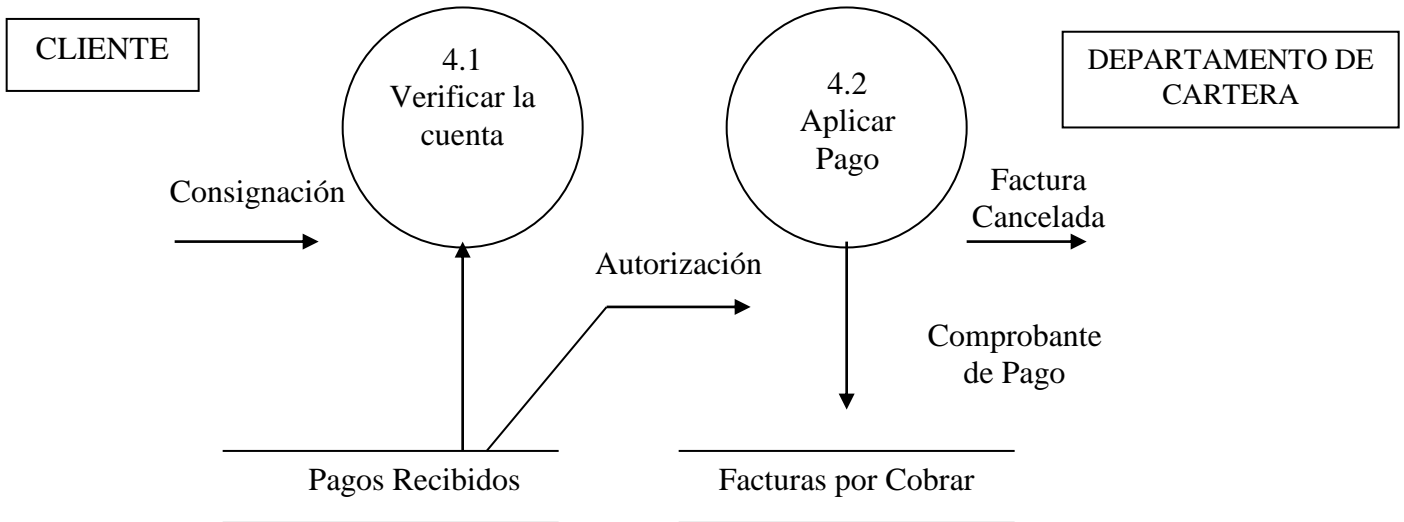 CLIENTE
4.1
Verificar la
cuenta
4.2
Aplicar
Pago
DEPARTAMENTO DE
CARTERA
Consignación
Factura
Cancelada
Autorización
Comprobante
de Pago
Pagos Recibidos
Facturas por Cobrar